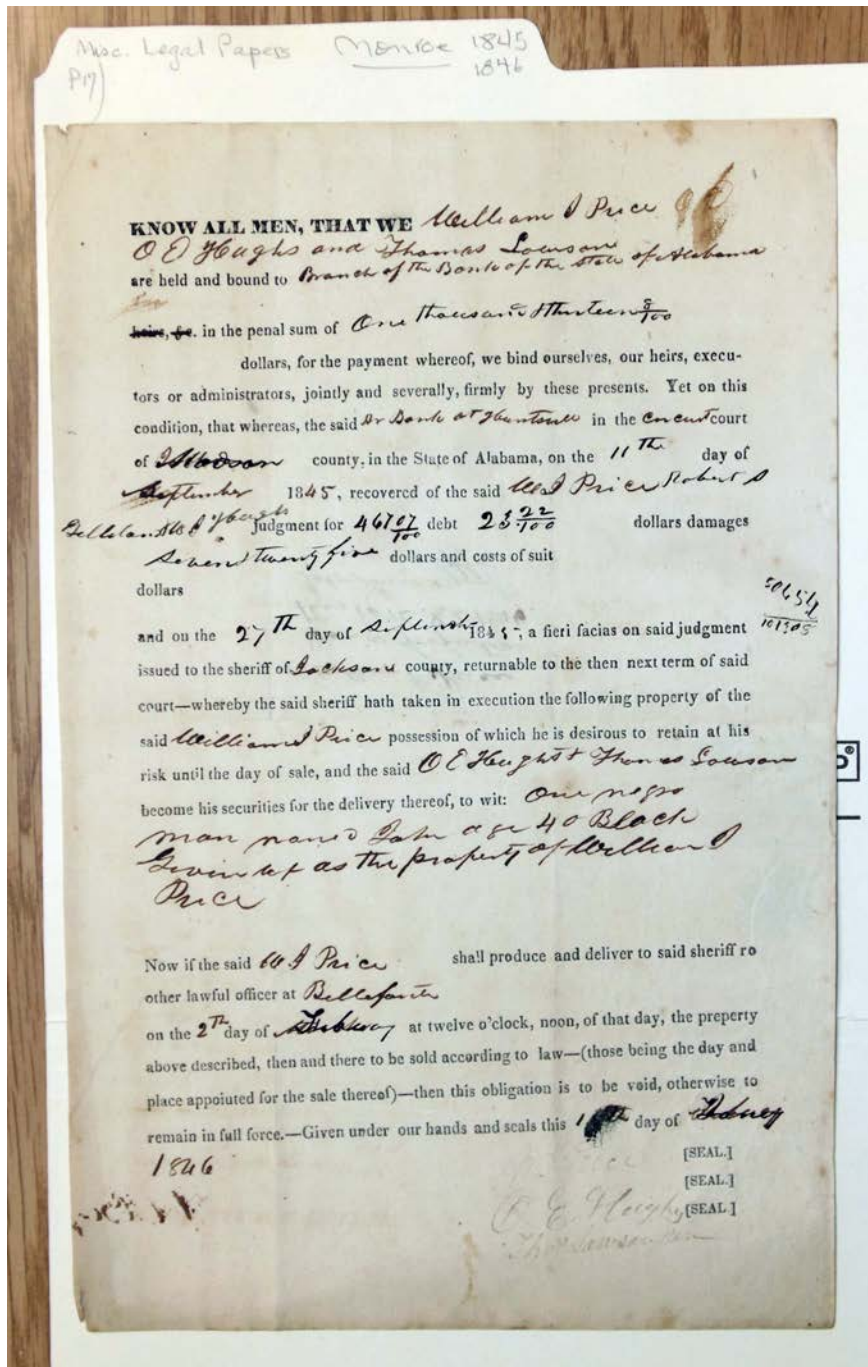 Misc. Legal Papers Monroe 1845
P17) 1846
KNOW ALL MEN, THAT WE William J Price O E
O E Hughs and Thomas Lowson
are held and bound to Branch of the Bank of the State of Alabama
heirs, &c. in the penal sum of One thousand & thirteen 8/100
dollars, for the payment whereof, we bind ourselves, our heirs, execu-
tors or administrators, jointly and severally, firmly by these presents. Yet on this
condition, that whereas, the said Br Bank at in the court
of county, in the State of Alabama, on the 11th day of
September 1845, recovered of the said W J Price Robert
judgment for 467 07/100 debt 23 22/100 dollars damages
Seven twenty five dollars and costs of suit
dollars
50654
and on the 27th day of 1845, a fieri facias on said judgment
issued to the sheriff of Jackson county, returnable to the then next term of said
court—whereby the said sheriff hath taken in execution the following property of the
said William J Price possession of which he is desirous to retain at his
risk until the day of sale, and the said O E Hughs & Thomas Lowson
become his securities for the delivery thereof, to wit: One negro
man age 40 Black
Given up as the property of William J
Price
Now if the said W J Price shall produce and deliver to said sheriff ro
other lawful officer at Bellefonte
on the 2th day of at twelve o'clock, noon, of that day, the preperty
above described, then and there to be sold according to law—(those being the day and
place appoiuted for the sale thereof)—then this obligation is to be void, otherwise to
remain in full force.—Given under our hands and seals this day of
1846 [SEAL.]
[SEAL.]
O E Hughs [SEAL.]